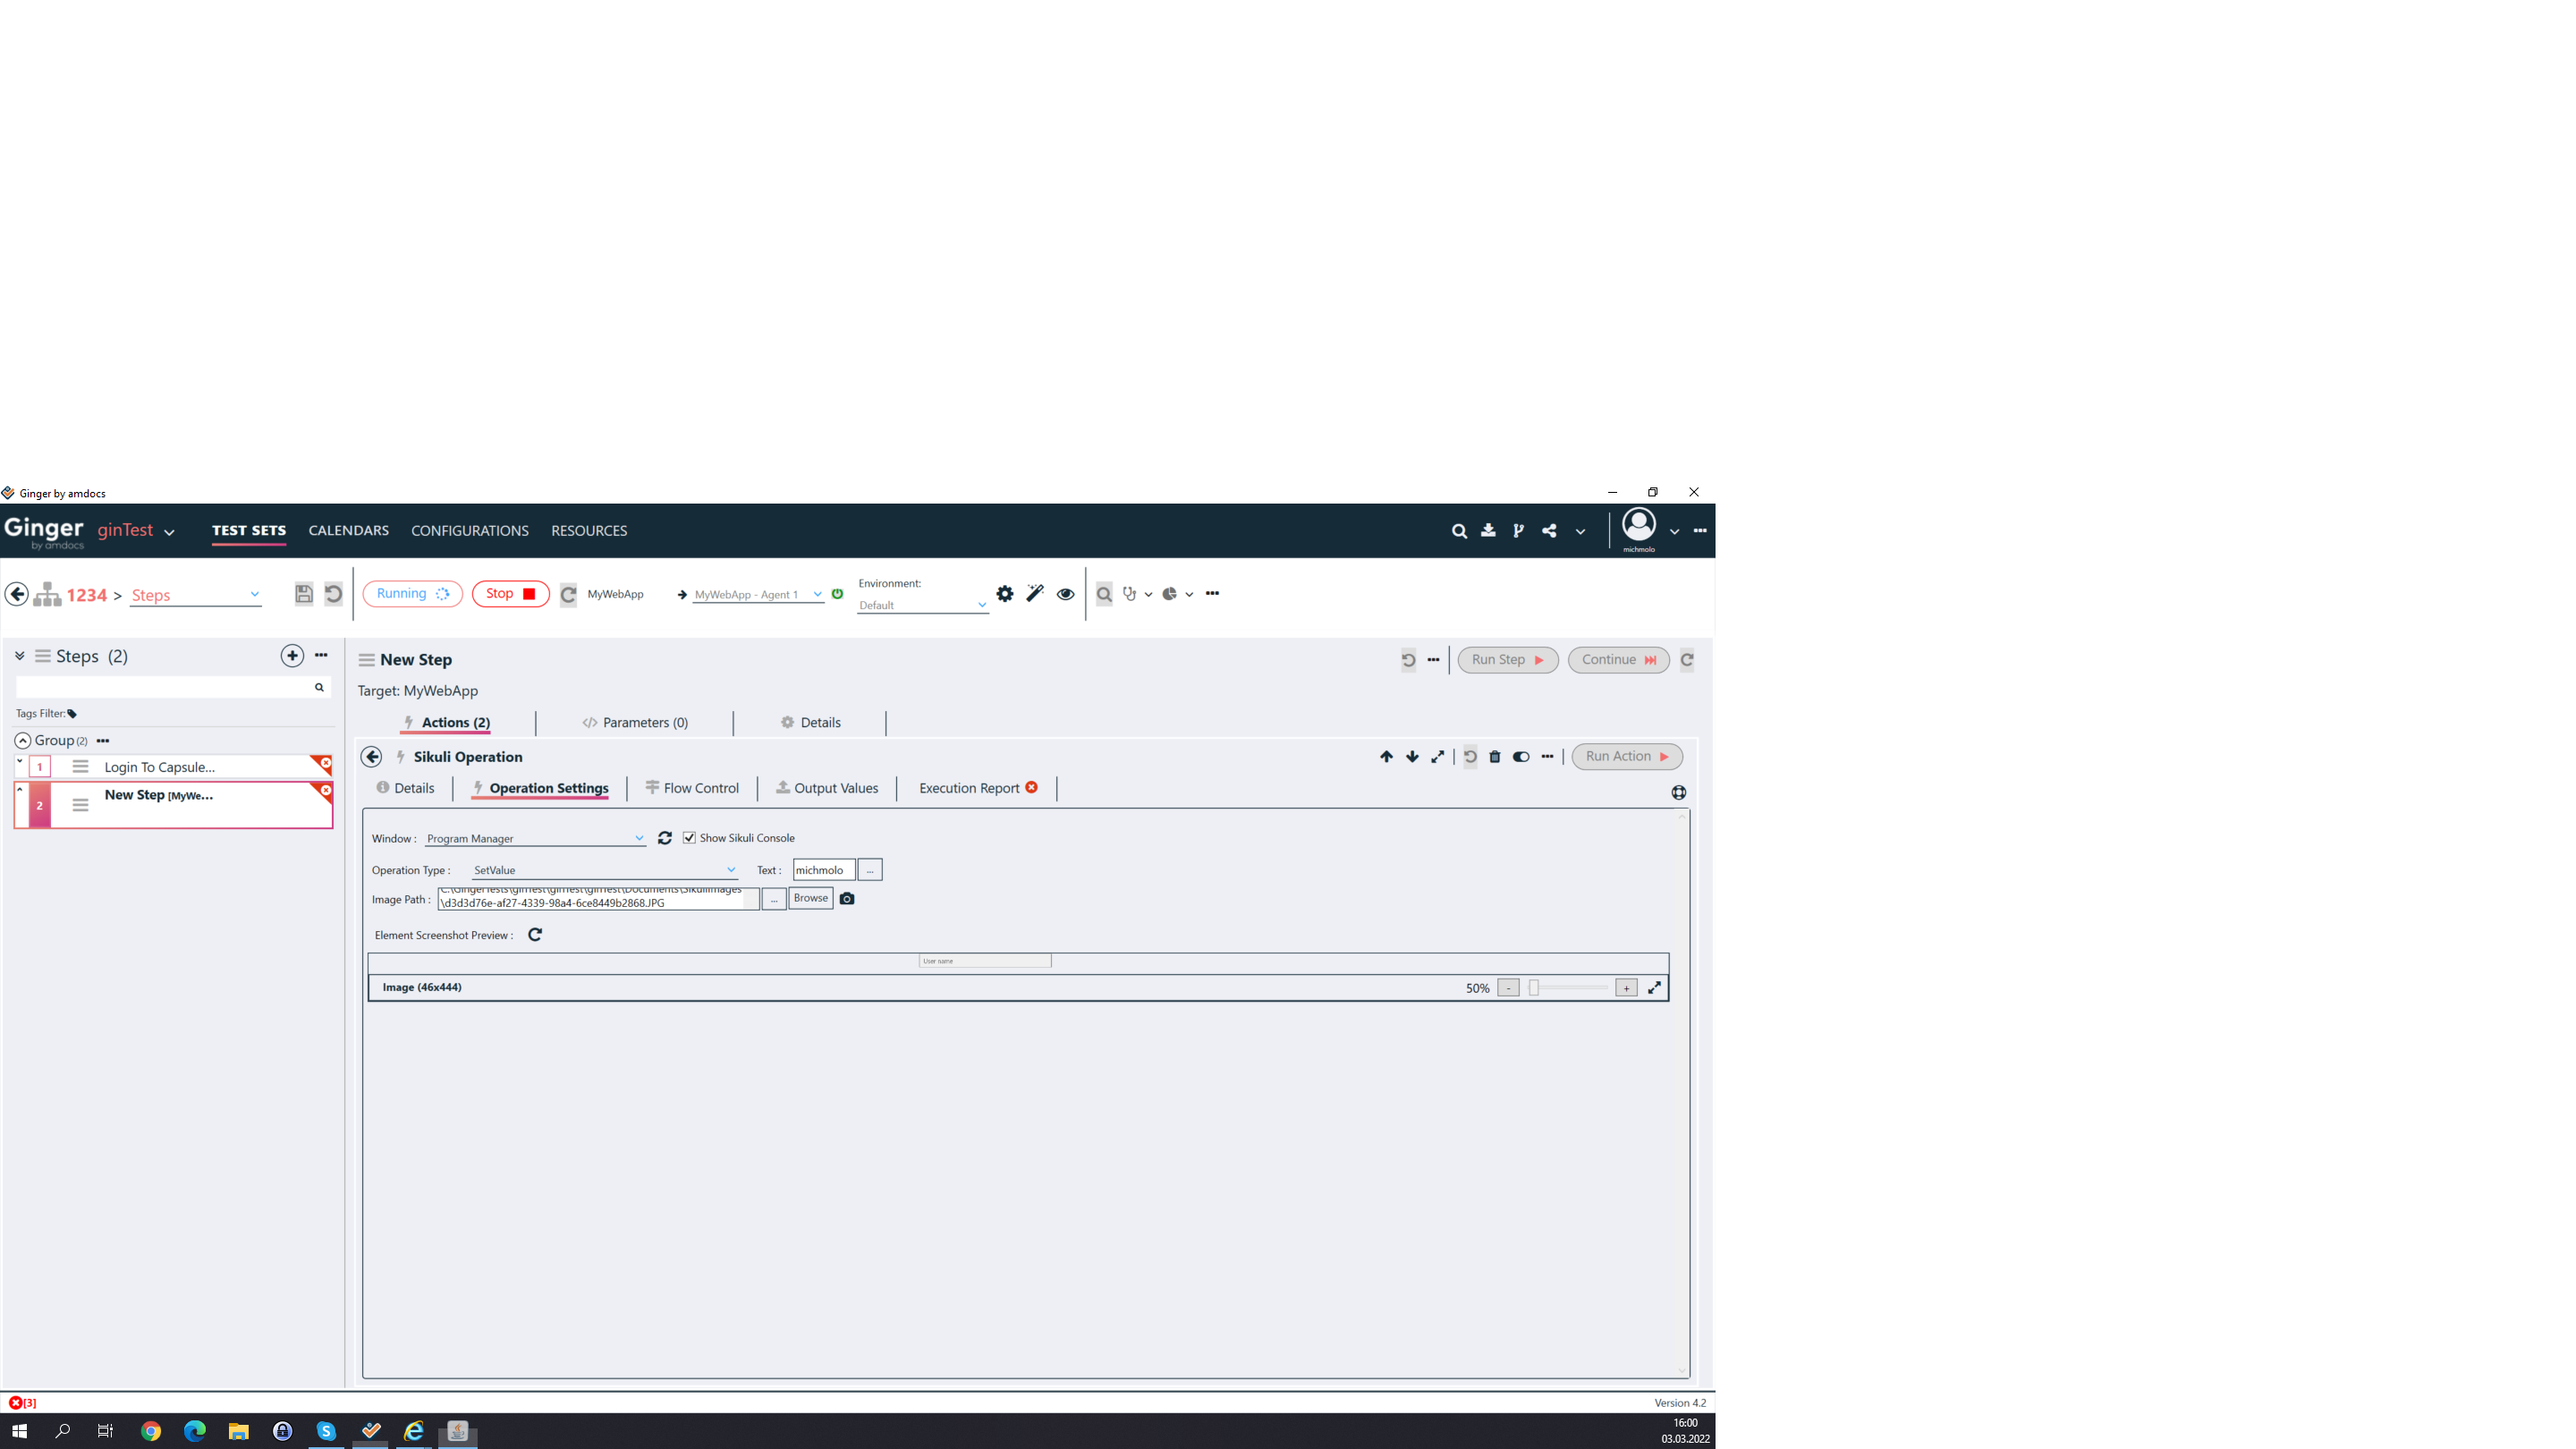 Ginger by amdocs
Ginger by amdocs ginTest TEST SETS CALENDARS CONFIGURATIONS RESOURCES
michmolo
1234 > Steps Running Stop MyWebApp MyWebApp - Agent 1 Environment: Default
Steps (2)
Tags Filter:
Group (2)
1 Login To Capsule...
2 New Step [MyWe...
New Step Run Step Continue
Target: MyWebApp
Actions (2) Parameters (0) Details
Sikuli Operation Run Action
Details Operation Settings Flow Control Output Values Execution Report
Window : Program Manager Show Sikuli Console
Operation Type : SetValue Text : michmolo ...
C:\GingerTests\ginTest\ginTest\ginTest\Documents\SikuliImages
Image Path : \d3d3d76e-af27-4339-98a4-6ce8449b2868.JPG ... Browse
Element Screenshot Preview :
User name
Image (46x444) 50% - +
[3] Version 4.2
16:00
03.03.2022